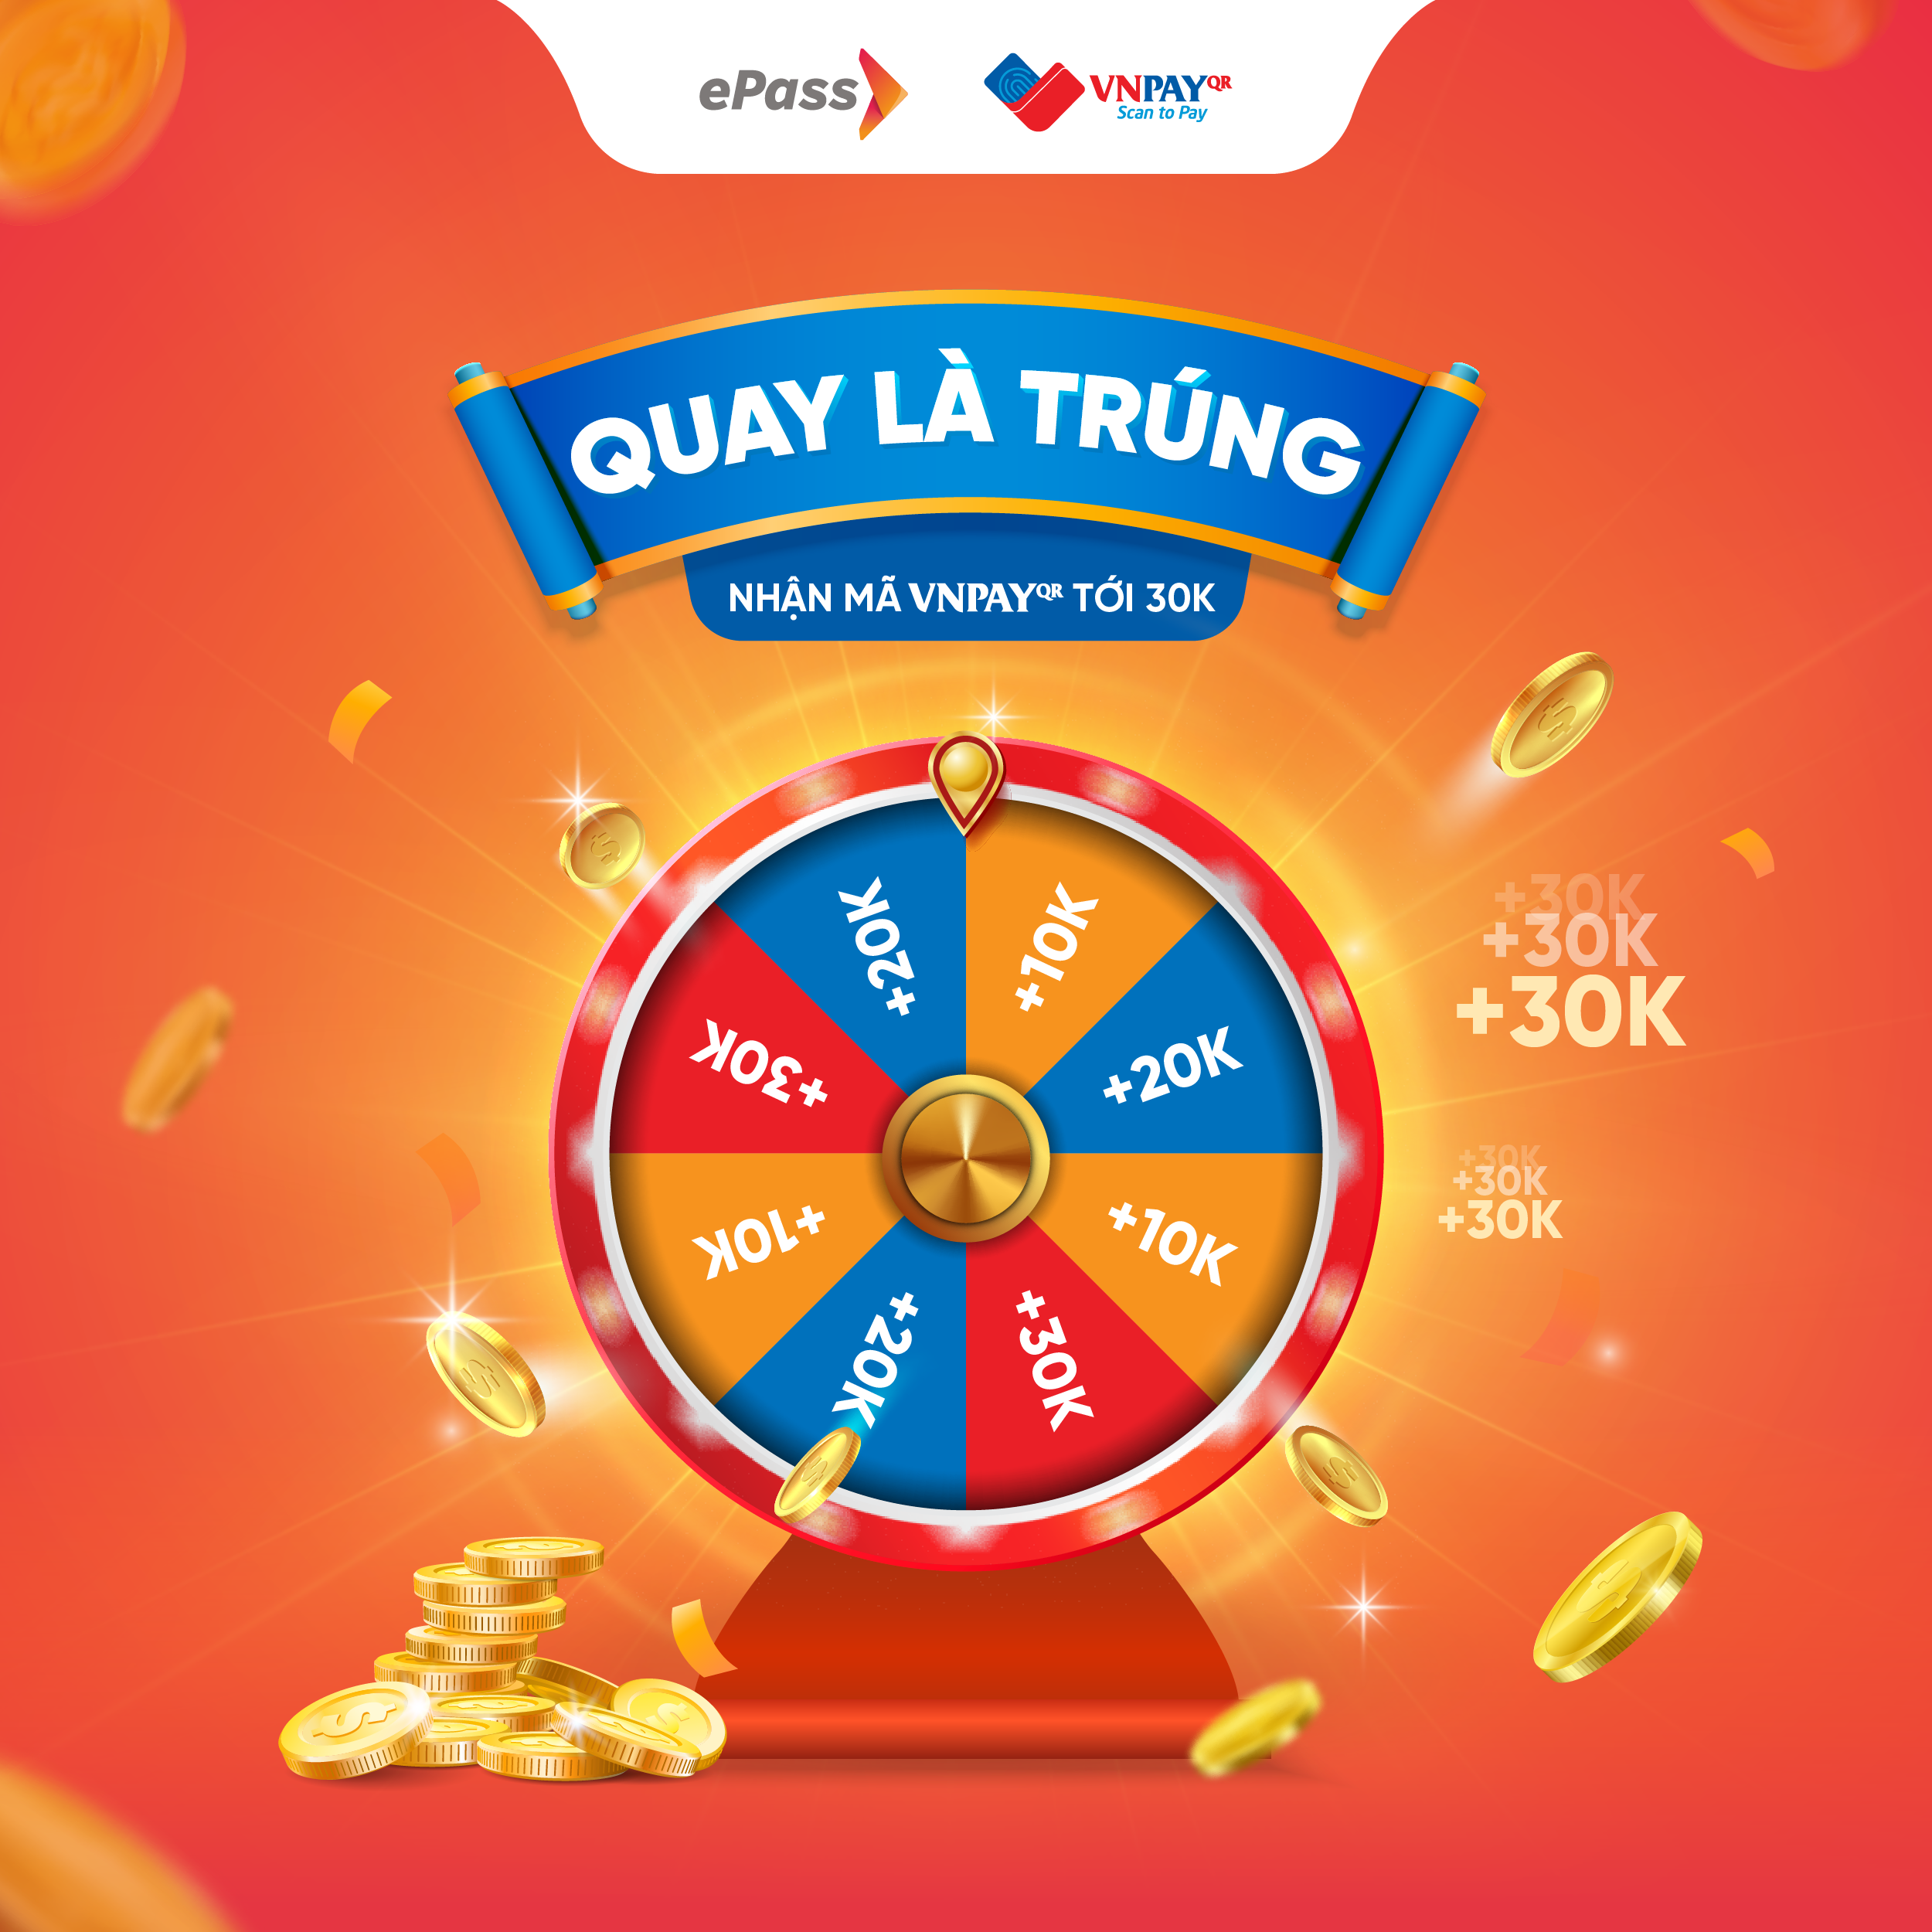 ePass
VNPAYQR
Scan to Pay
QUAY LÀ TRÚNG
NHẬN MÃ VNPAYQR TỚI 30K
+20K
+10K
+30K
+20K
+10K
+10K
+20K
+30K
+30K
+30K
+30K
+30K
+30K
+30K